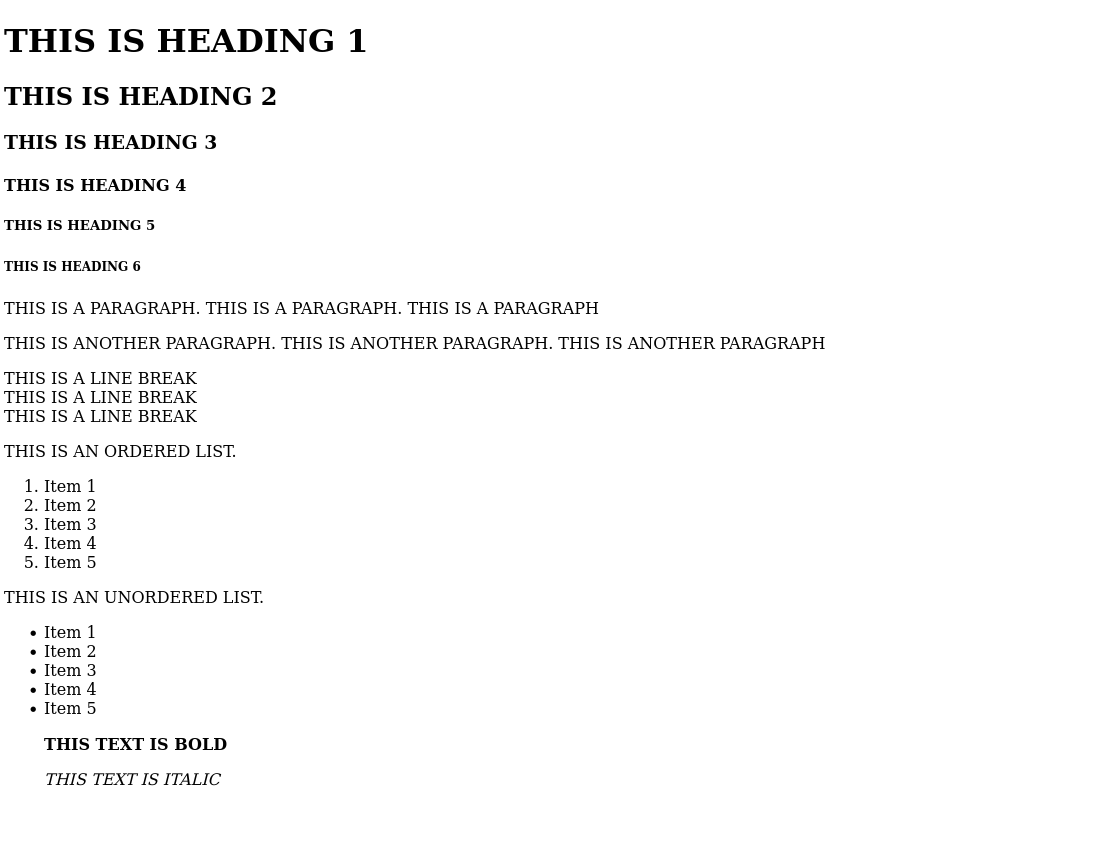 THIS IS HEADING 1
THIS IS HEADING 2
THIS IS HEADING 3
THIS IS HEADING 4
THIS IS HEADING 5
THIS IS HEADING 6
THIS IS A PARAGRAPH. THIS IS A PARAGRAPH. THIS IS A PARAGRAPH
THIS IS ANOTHER PARAGRAPH. THIS IS ANOTHER PARAGRAPH. THIS IS ANOTHER PARAGRAPH
THIS IS A LINE BREAK
THIS IS A LINE BREAK
THIS IS A LINE BREAK
THIS IS AN ORDERED LIST.
1. Item 1
2. Item 2
3. Item 3
4. Item 4
5. Item 5
THIS IS AN UNORDERED LIST.
• Item 1
• Item 2
• Item 3
• Item 4
• Item 5
THIS TEXT IS BOLD
THIS TEXT IS ITALIC